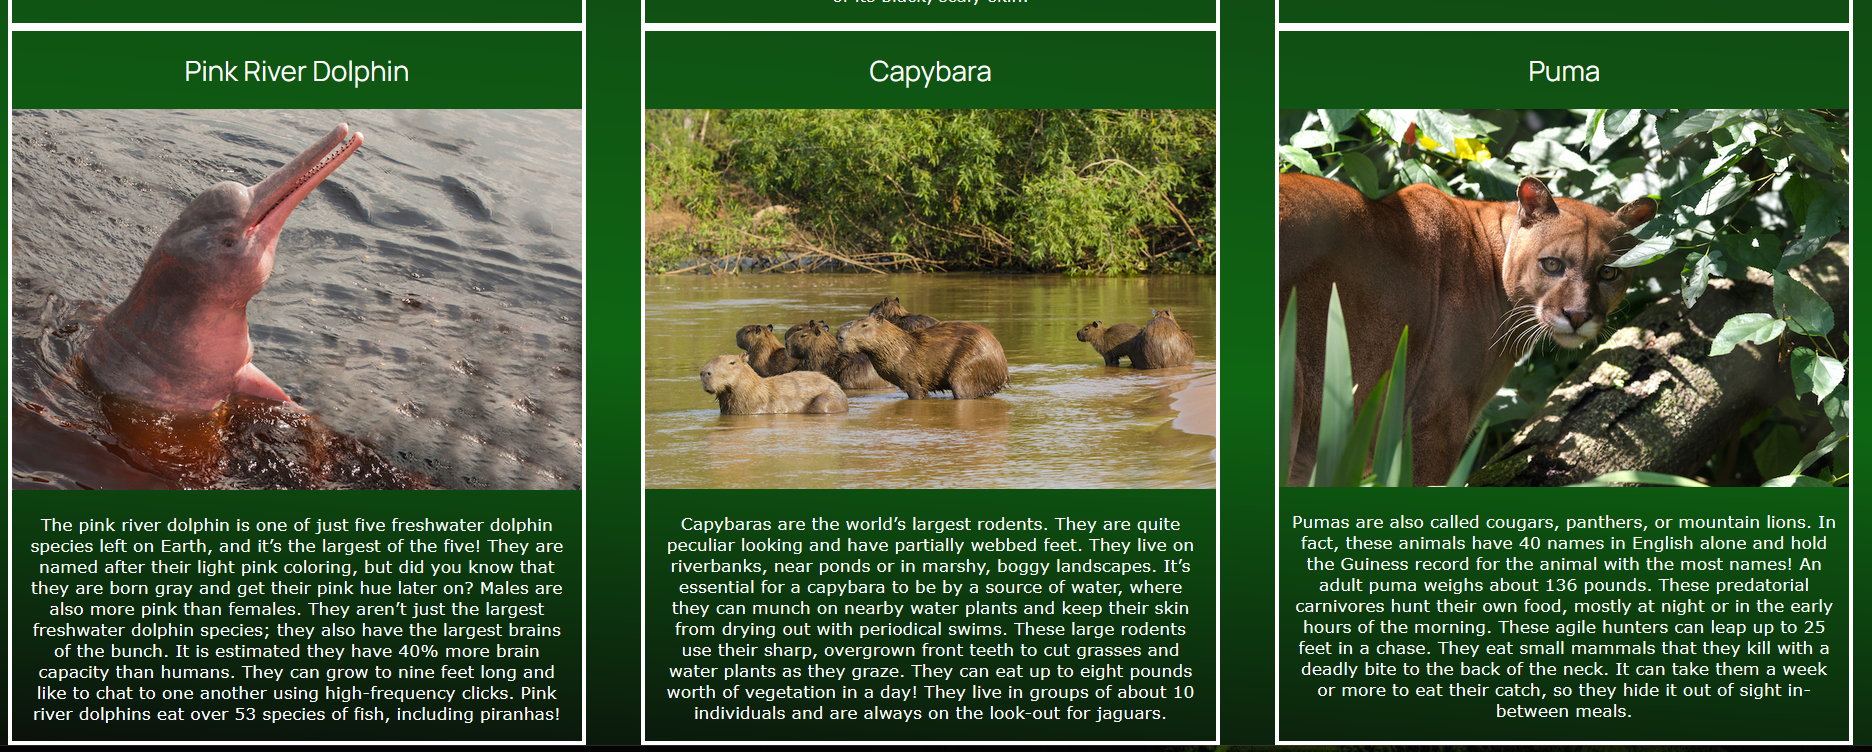 of its blacky scary skin.
Pink River Dolphin
The pink river dolphin is one of just five freshwater dolphin
species left on Earth, and it’s the largest of the five! They are
named after their light pink coloring, but did you know that
they are born gray and get their pink hue later on? Males are
also more pink than females. They aren’t just the largest
freshwater dolphin species; they also have the largest brains
of the bunch. It is estimated they have 40% more brain
capacity than humans. They can grow to nine feet long and
like to chat to one another using high-frequency clicks. Pink
river dolphins eat over 53 species of fish, including piranhas!
Capybara
Capybaras are the world’s largest rodents. They are quite
peculiar looking and have partially webbed feet. They live on
riverbanks, near ponds or in marshy, boggy landscapes. It’s
essential for a capybara to be by a source of water, where
they can munch on nearby water plants and keep their skin
from drying out with periodical swims. These large rodents
use their sharp, overgrown front teeth to cut grasses and
water plants as they graze. They can eat up to eight pounds
worth of vegetation in a day! They live in groups of about 10
individuals and are always on the look-out for jaguars.
Puma
Pumas are also called cougars, panthers, or mountain lions. In
fact, these animals have 40 names in English alone and hold
the Guiness record for the animal with the most names! An
adult puma weighs about 136 pounds. These predatorial
carnivores hunt their own food, mostly at night or in the early
hours of the morning. These agile hunters can leap up to 25
feet in a chase. They eat small mammals that they kill with a
deadly bite to the back of the neck. It can take them a week
or more to eat their catch, so they hide it out of sight in-
between meals.